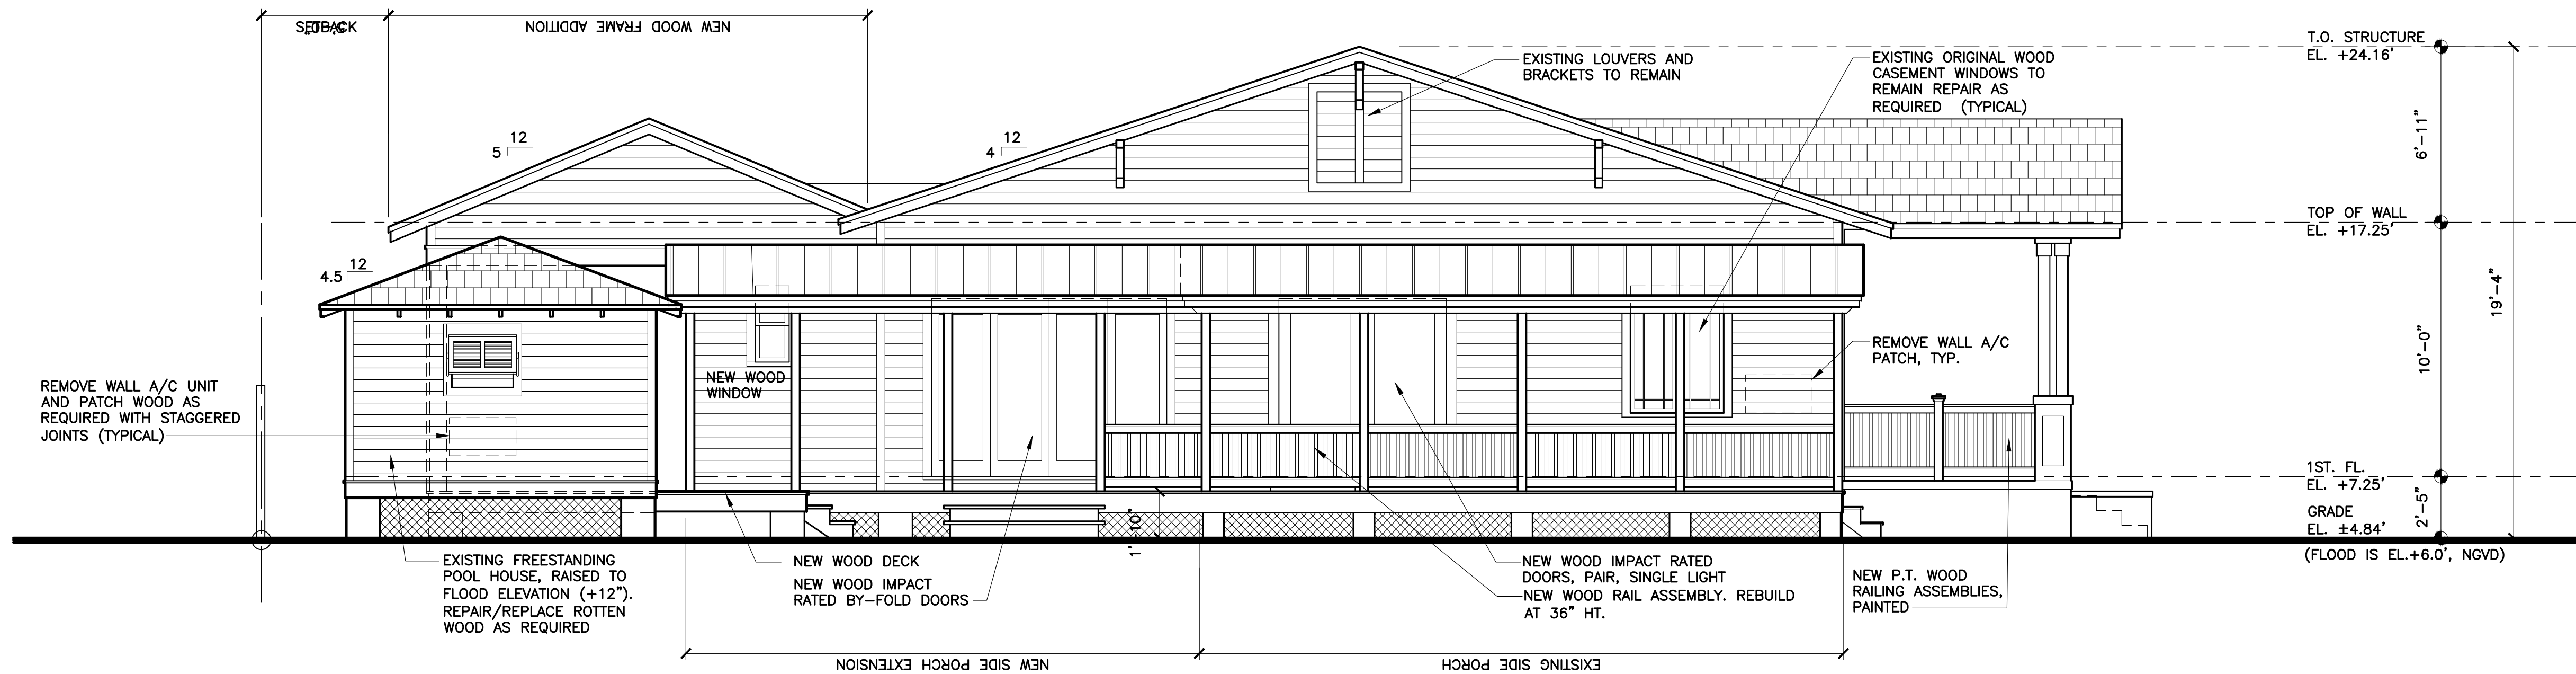 5'-0"
SETBACK
NEW WOOD FRAME ADDITION
EXISTING LOUVERS AND
BRACKETS TO REMAIN
EXISTING ORIGINAL WOOD
CASEMENT WINDOWS TO
REMAIN REPAIR AS
REQUIRED (TYPICAL)
T.O. STRUCTURE
EL. +24.16'
6'-11"
12
5
12
4
TOP OF WALL
EL. +17.25'
12
4.5
19'-4"
10'-0"
REMOVE WALL A/C
PATCH, TYP.
NEW WOOD
WINDOW
REMOVE WALL A/C UNIT
AND PATCH WOOD AS
REQUIRED WITH STAGGERED
JOINTS (TYPICAL)
1ST. FL.
EL. +7.25'
2'-5"
GRADE
EL. ±4.84'
(FLOOD IS EL.+6.0', NGVD)
1'-10"
EXISTING FREESTANDING
POOL HOUSE, RAISED TO
FLOOD ELEVATION (+12").
REPAIR/REPLACE ROTTEN
WOOD AS REQUIRED
NEW WOOD DECK
NEW WOOD IMPACT
RATED BY-FOLD DOORS
NEW WOOD IMPACT RATED
DOORS, PAIR, SINGLE LIGHT
NEW WOOD RAIL ASSEMBLY. REBUILD
AT 36" HT.
NEW P.T. WOOD
RAILING ASSEMBLIES,
PAINTED
NEW SIDE PORCH EXTENSION
EXISTING SIDE PORCH